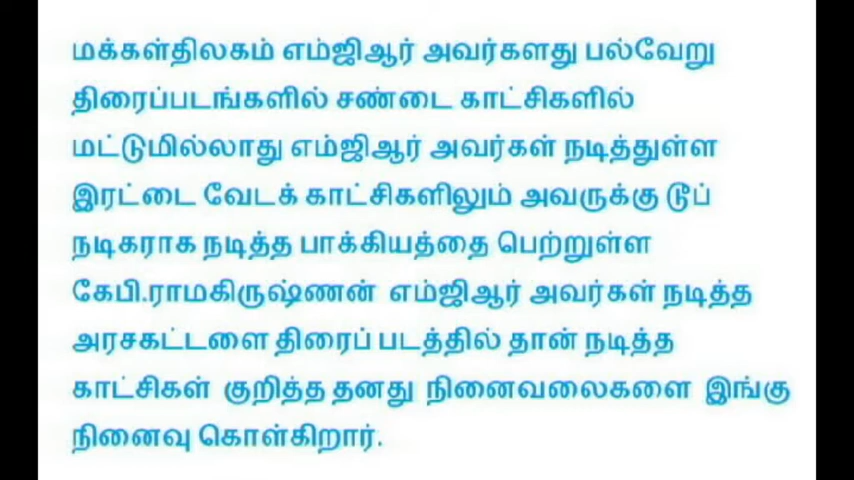 மக்கள்திலகம் எம்ஜிஆர் அவர்களது பல்வேறு
திரைப்படங்களில் சண்டை காட்சிகளில்
மட்டுமில்லாது எம்ஜிஆர் அவர்கள் நடித்துள்ள
இரட்டை வேடக் காட்சிகளிலும் அவருக்கு டூப்
நடிகராக நடித்த பாக்கியத்தை பெற்றுள்ள
கேபி.ராமகிருஷ்ணன் எம்ஜிஆர் அவர்கள் நடித்த
அரசகட்டளை திரைப் படத்தில் தான் நடித்த
காட்சிகள் குறித்த தனது நினைவலைகளை இங்கு
நினைவு கொள்கிறார்.